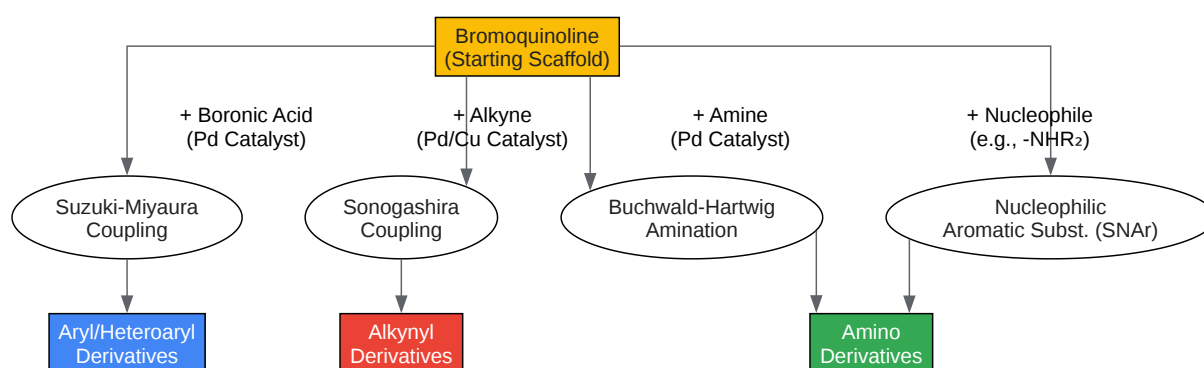 Bromoquinoline
(Starting Scaffold)
+ Boronic Acid
(Pd Catalyst)
+ Alkyne
(Pd/Cu Catalyst)
+ Amine
(Pd Catalyst)
+ Nucleophile
(e.g., -NHR₂)
Suzuki-Miyaura
Coupling
Sonogashira
Coupling
Buchwald-Hartwig
Amination
Nucleophilic
Aromatic Subst. (SNAr)
Aryl/Heteroaryl
Derivatives
Alkynyl
Derivatives
Amino
Derivatives